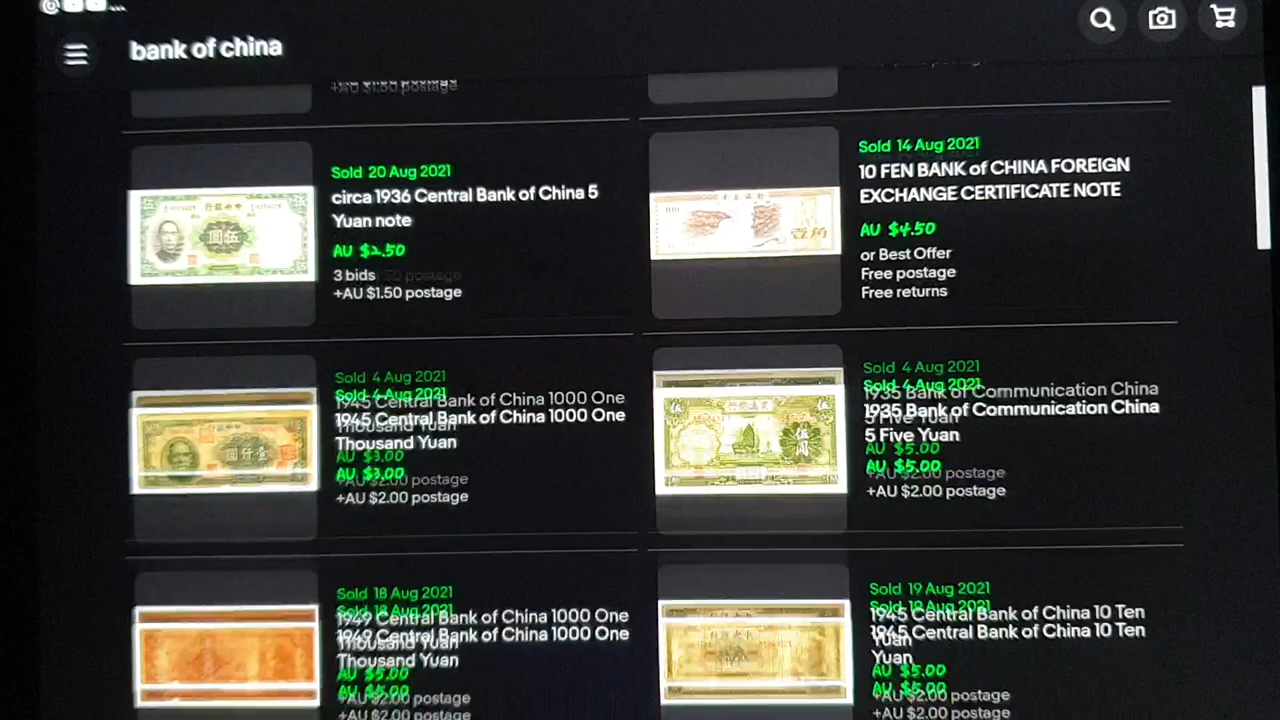 bank of china
+AU $1.50 postage
Sold 20 Aug 2021
circa 1936 Central Bank of China 5
Yuan note
AU $2.50
3 bids
+AU $1.50 postage
Sold 14 Aug 2021
10 FEN BANK of CHINA FOREIGN
EXCHANGE CERTIFICATE NOTE
AU $4.50
or Best Offer
Free postage
Free returns
Sold 4 Aug 2021
1945 Central Bank of China 1000 One
Thousand Yuan
AU $3.00
+AU $2.00 postage
Sold 4 Aug 2021
1935 Bank of Communication China
5 Five Yuan
AU $5.00
+AU $2.00 postage
Sold 18 Aug 2021
1949 Central Bank of China 1000 One
Thousand Yuan
AU $5.00
+AU $2.00 postage
Sold 19 Aug 2021
1945 Central Bank of China 10 Ten
Yuan
AU $5.00
+AU $2.00 postage